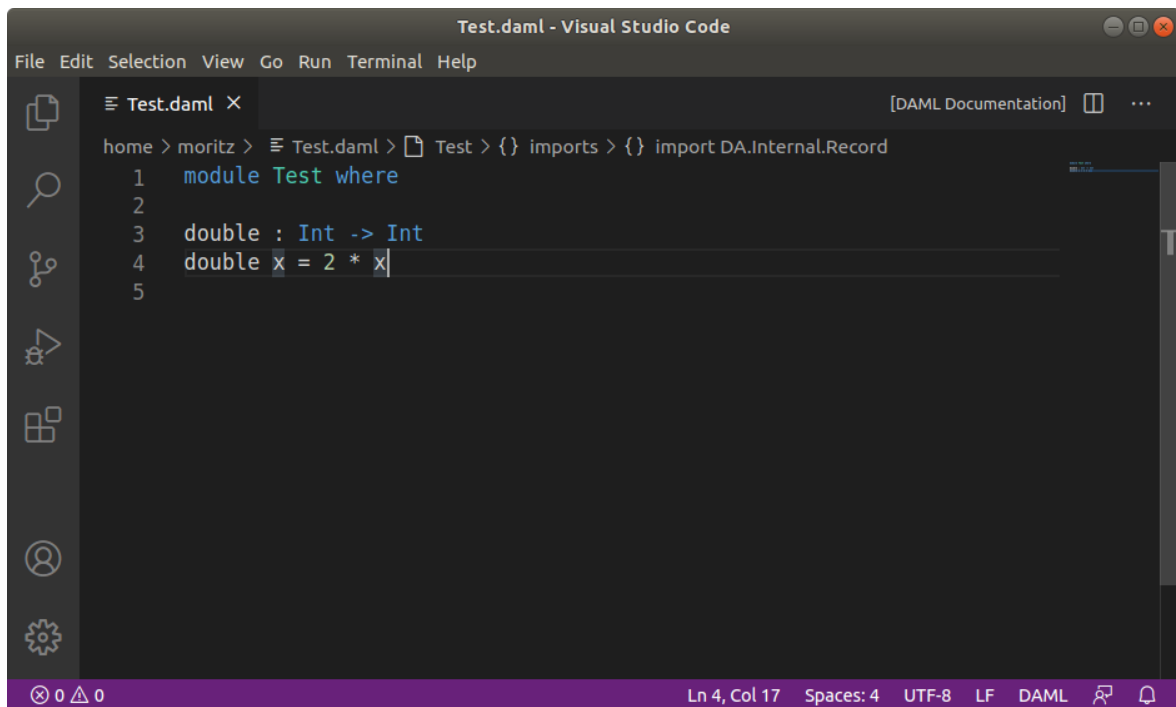 Test.daml - Visual Studio Code
File Edit Selection View Go Run Terminal Help
Test.daml [DAML Documentation] ...
home > moritz > Test.daml > Test > {} imports > {} import DA.Internal.Record
1 module Test where
2
3 double : Int -> Int
4 double x = 2 * x
5
0 0 Ln 4, Col 17 Spaces: 4 UTF-8 LF DAML